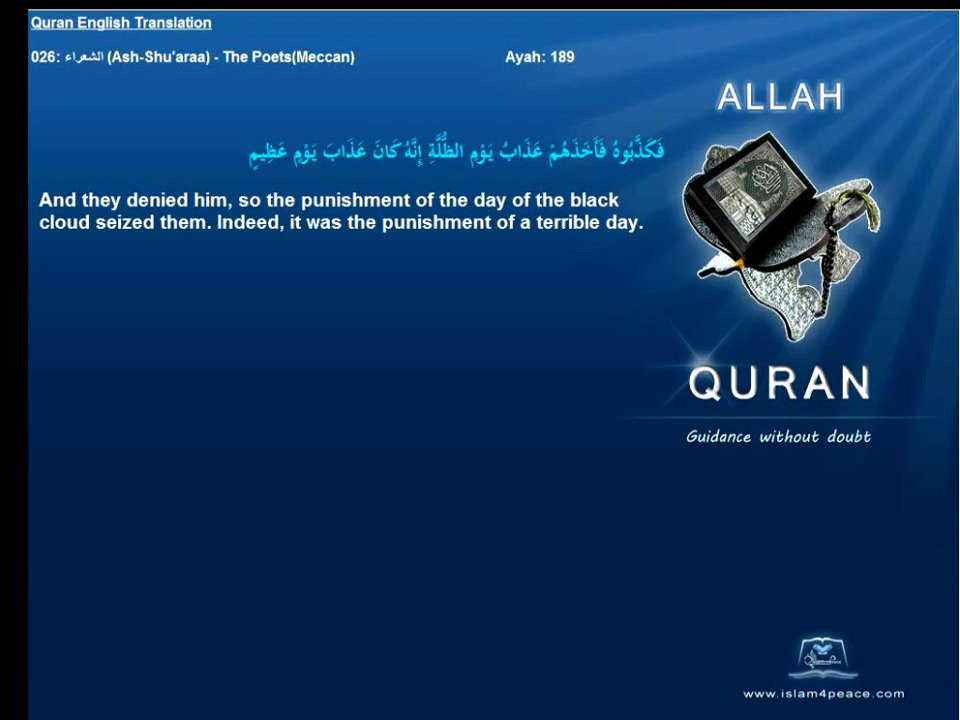 Quran English Translation
026: الشعراء (Ash-Shu'araa) - The Poets(Meccan) Ayah: 189
ALLAH
فَكَذَّبُوهُ فَأَخَذَهُمْ عَذَابُ يَوْمِ الظُّلَّةِ إِنَّهُ كَانَ عَذَابَ يَوْمٍ عَظِيمٍ
And they denied him, so the punishment of the day of the black
cloud seized them. Indeed, it was the punishment of a terrible day.
QURAN
Guidance without doubt
www.islam4peace.com